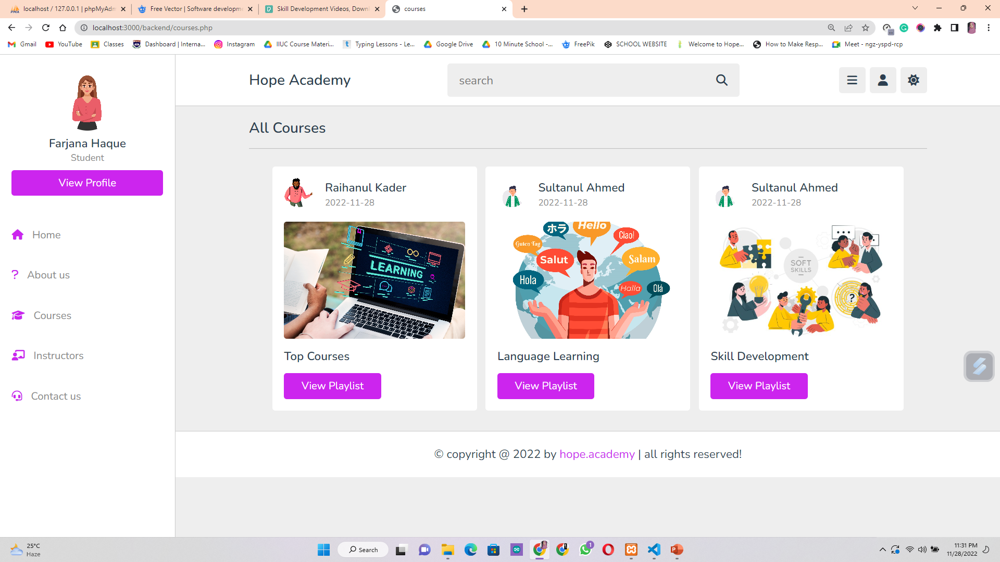 localhost / 127.0.0.1 | phpMyAdn
Free Vector | Software developme
Skill Development Videos, Downl
courses
localhost:3000/backend/courses.php
Gmail
YouTube
Classes
Dashboard | Interna...
Instagram
IIUC Course Materi...
Typing Lessons - Le...
Google Drive
10 Minute School -...
FreePik
SCHOOL WEBSITE
Welcome to Hope...
How to Make Resp...
Meet - ngz-yspd-rcp
Hope Academy
search
Farjana Haque
Student
View Profile
Home
? About us
Courses
Instructors
Contact us
All Courses
Raihanul Kader
2022-11-28
LEARNING
Top Courses
View Playlist
Sultanul Ahmed
2022-11-28
ホラ
Hello
Ciao!
Guten Tag
Salut
Salam
Hola
Halla
Olá
Language Learning
View Playlist
Sultanul Ahmed
2022-11-28
SOFT
SKILLS
?
Skill Development
View Playlist
© copyright @ 2022 by hope.academy | all rights reserved!
25°C
Haze
Search
1
11:31 PM
11/28/2022